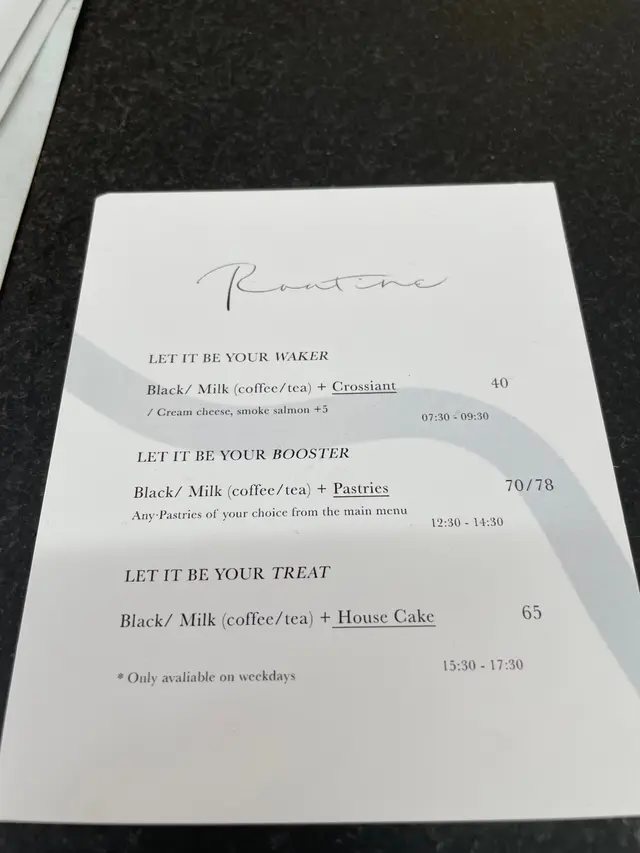 Routine
LET IT BE YOUR WAKER
Black/ Milk (coffee/tea) + Crossiant 40
/ Cream cheese, smoke salmon +5 07:30 - 09:30
LET IT BE YOUR BOOSTER
Black/ Milk (coffee/tea) + Pastries 70/78
Any·Pastries of your choice from the main menu
12:30 - 14:30
LET IT BE YOUR TREAT
Black/ Milk (coffee/tea) + House Cake 65
15:30 - 17:30
* Only avaliable on weekdays